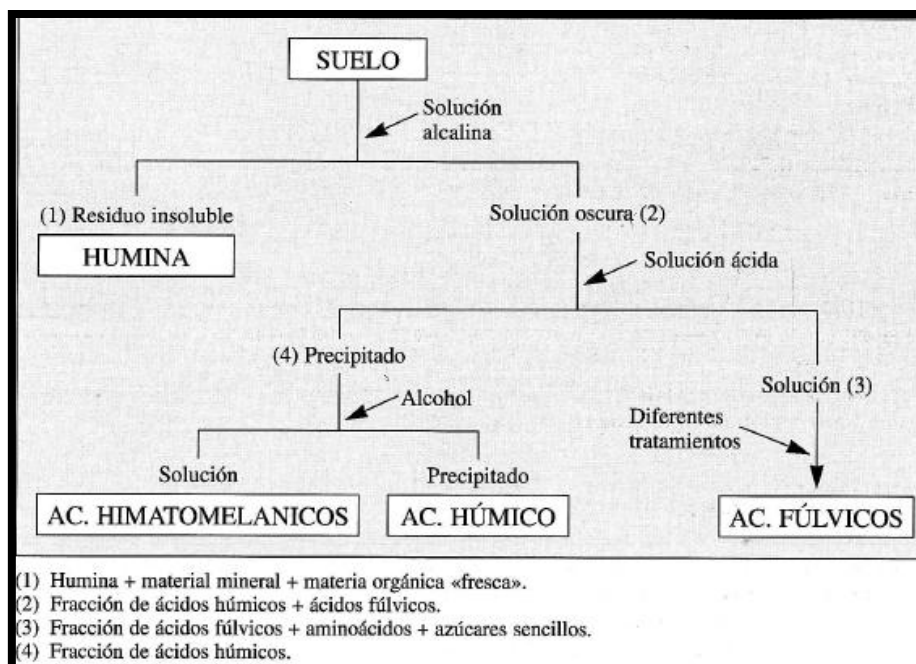 SUELO
Solución
alcalina
(1) Residuo insoluble
HUMINA
Solución oscura (2)
Solución ácida
(4) Precipitado
Alcohol
Solución (3)
Diferentes
tratamientos
Solución
Precipitado
AC. HIMATOMELANICOS
AC. HÚMICO
AC. FÚLVICOS
(1) Humina + material mineral + materia orgánica «fresca».
(2) Fracción de ácidos húmicos + ácidos fúlvicos.
(3) Fracción de ácidos fúlvicos + aminoácidos + azúcares sencillos.
(4) Fracción de ácidos húmicos.